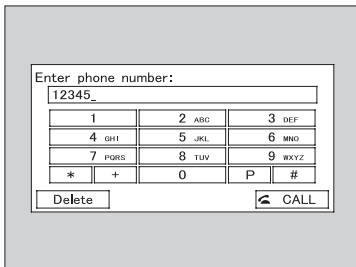 Enter phone number:
12345_
1 2 ABC 3 DEF
4 GHI 5 JKL 6 MNO
7 PQRS 8 TUV 9 WXYZ
* + 0 P #
Delete CALL